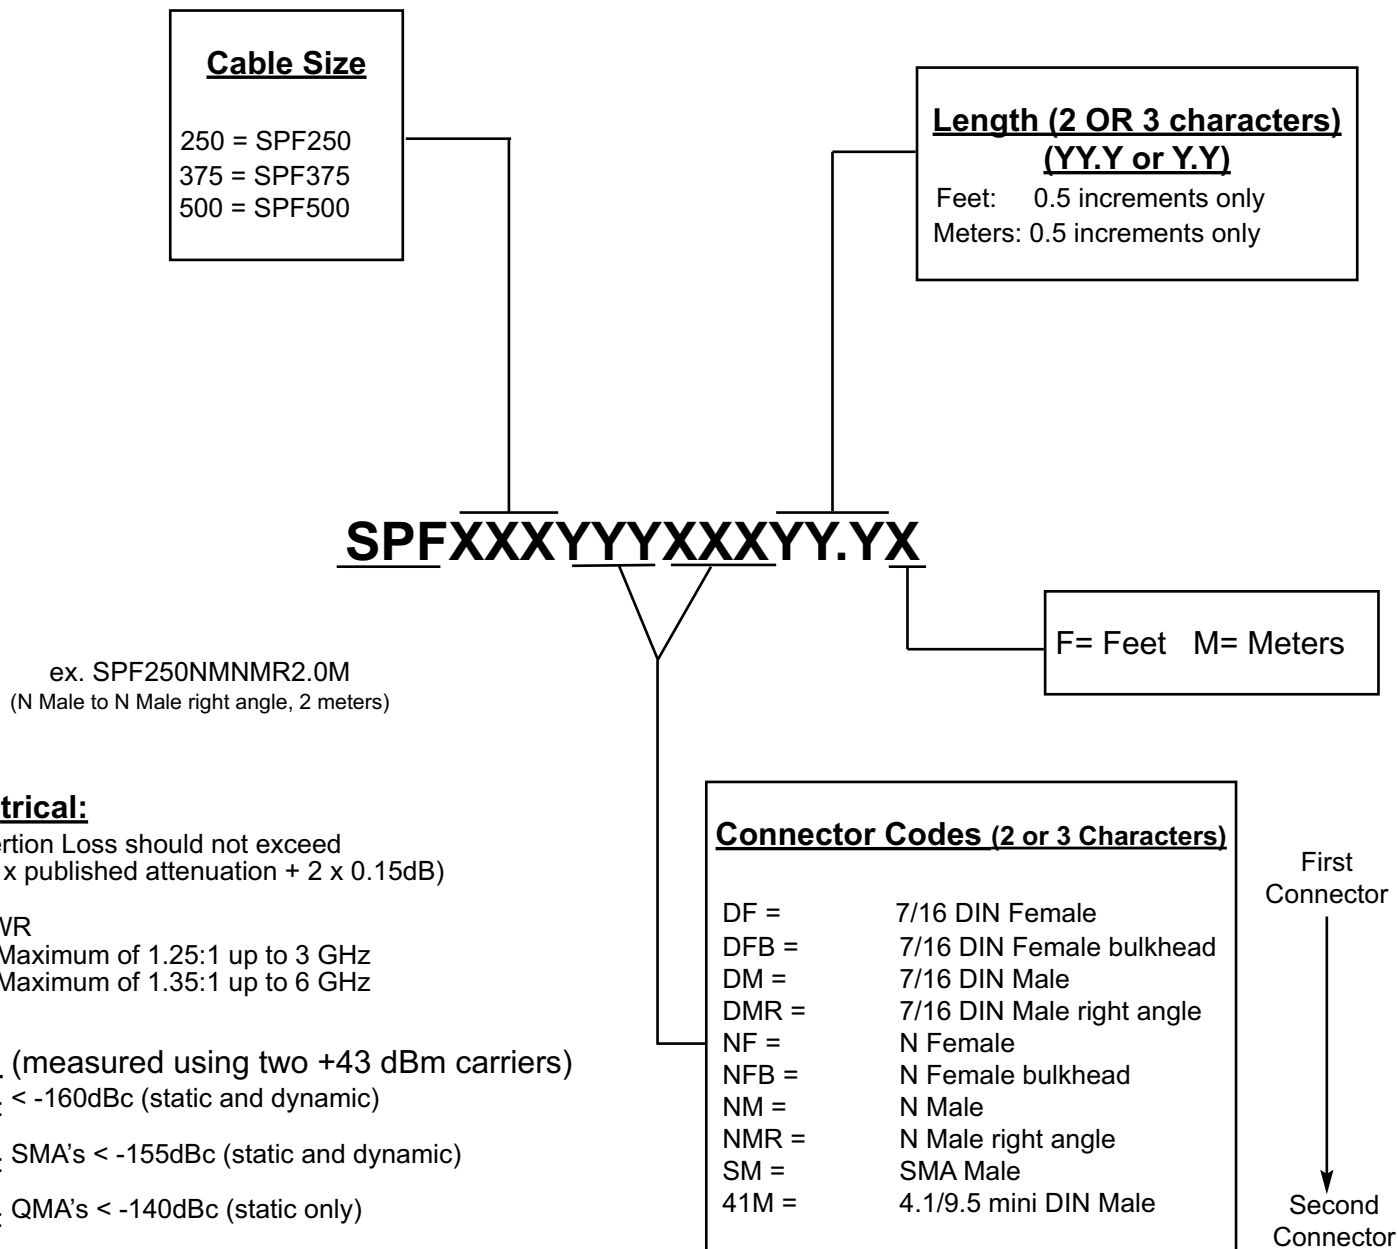 Cable Size
250 = SPF250
375 = SPF375
500 = SPF500
Length (2 OR 3 characters)
(YY.Y or Y.Y)
Feet: 0.5 increments only
Meters: 0.5 increments only
SPFXXXYYYXXXYY.YX
F= Feet M= Meters
ex. SPF250NMNMR2.0M
(N Male to N Male right angle, 2 meters)
trical:
rtion Loss should not exceed
x published attenuation + 2 x 0.15dB)
WR
Maximum of 1.25:1 up to 3 GHz
Maximum of 1.35:1 up to 6 GHz
(measured using two +43 dBm carriers)
< -160dBc (static and dynamic)
SMA's < -155dBc (static and dynamic)
QMA's < -140dBc (static only)
Connector Codes (2 or 3 Characters)
DF = 7/16 DIN Female
DFB = 7/16 DIN Female bulkhead
DM = 7/16 DIN Male
DMR = 7/16 DIN Male right angle
NF = N Female
NFB = N Female bulkhead
NM = N Male
NMR = N Male right angle
SM = SMA Male
41M = 4.1/9.5 mini DIN Male
First
Connector
Second
Connector